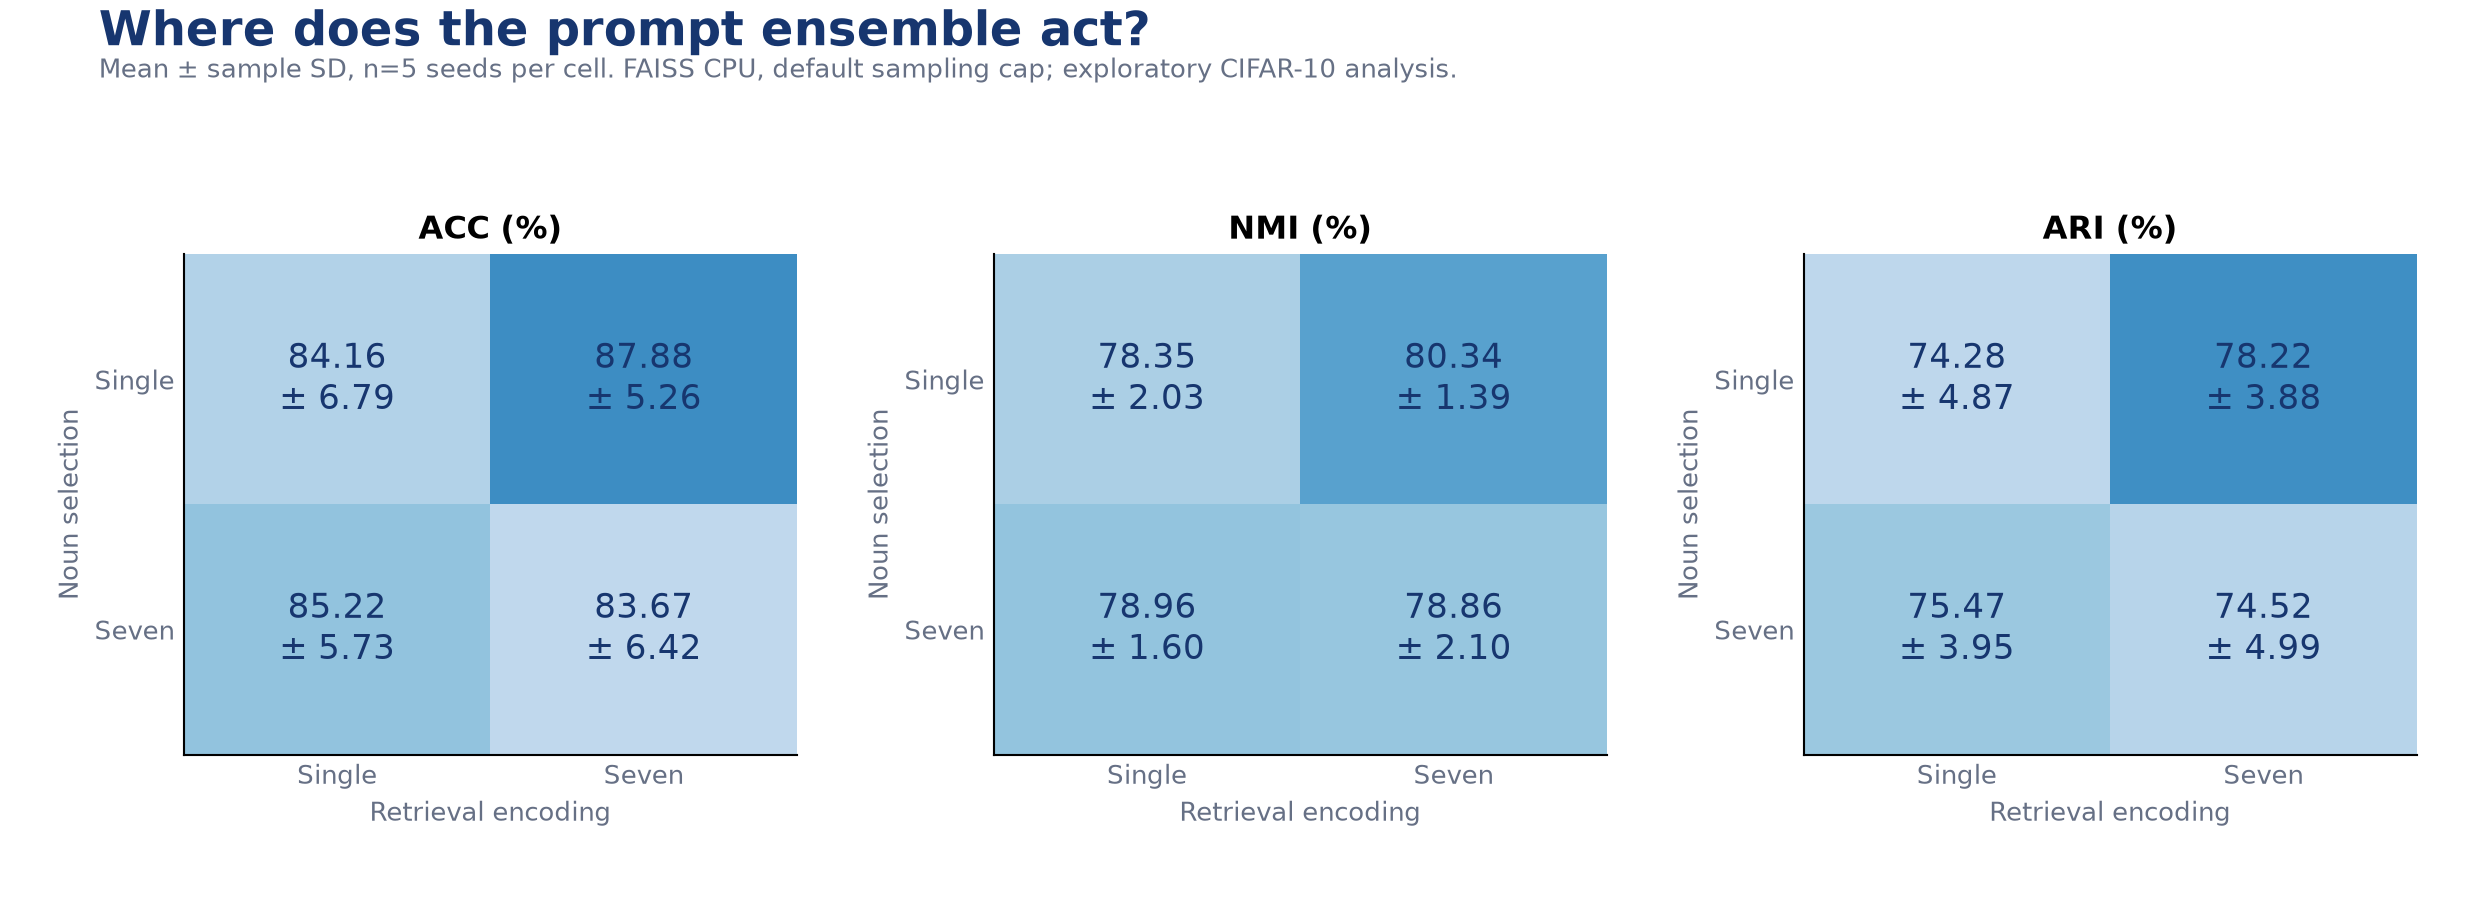 Where does the prompt ensemble act?
Mean ± sample SD, n=5 seeds per cell. FAISS CPU, default sampling cap; exploratory CIFAR-10 analysis.
ACC (%)
Noun selection
Single
84.16
± 6.79
87.88
± 5.26
Seven
85.22
± 5.73
83.67
± 6.42
Single
Seven
Retrieval encoding
NMI (%)
Noun selection
Single
78.35
± 2.03
80.34
± 1.39
Seven
78.96
± 1.60
78.86
± 2.10
Single
Seven
Retrieval encoding
ARI (%)
Noun selection
Single
74.28
± 4.87
78.22
± 3.88
Seven
75.47
± 3.95
74.52
± 4.99
Single
Seven
Retrieval encoding